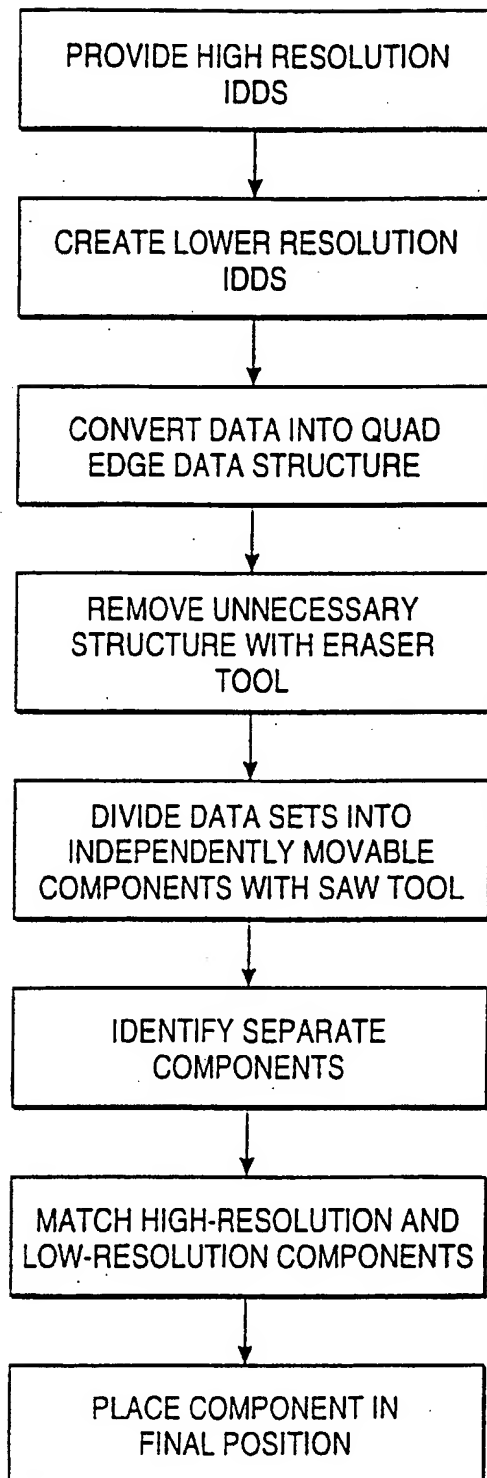 PROVIDE HIGH RESOLUTION
IDDS
CREATE LOWER RESOLUTION
IDDS
CONVERT DATA INTO QUAD
EDGE DATA STRUCTURE
REMOVE UNNECESSARY
STRUCTURE WITH ERASER
TOOL
DIVIDE DATA SETS INTO
INDEPENDENTLY MOVABLE
COMPONENTS WITH SAW TOOL
IDENTIFY SEPARATE
COMPONENTS
MATCH HIGH-RESOLUTION AND
LOW-RESOLUTION COMPONENTS
PLACE COMPONENT IN
FINAL POSITION